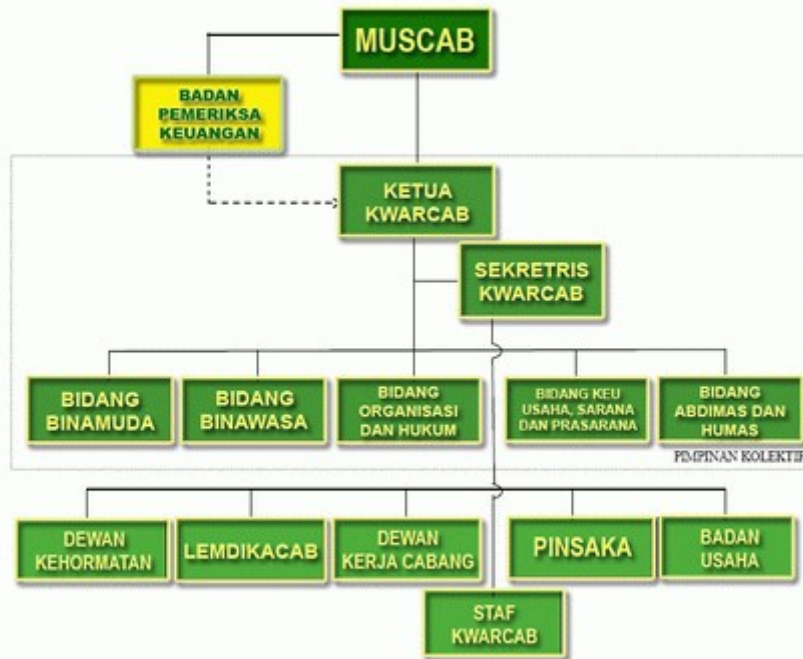 MUSCAB
BADAN
PEMERIKSA
KEUANGAN
KETUA
KWARCAB
SEKRETRIS
KWARCAB
BIDANG
BINAMUDA
BIDANG
BINAWASA
BIDANG
ORGANISASI
DAN HUKUM
BIDANG KEU
USAHA, SARANA
DAN PRASARANA
BIDANG
ABDIMAS DAN
HUMAS
PIMPINAN KOLEKTIF
DEWAN
KEHORMATAN
LEMDIKACAB
DEWAN
KERJA CABANG
PINSAKA
BADAN
USAHA
STAF
KWARCAB